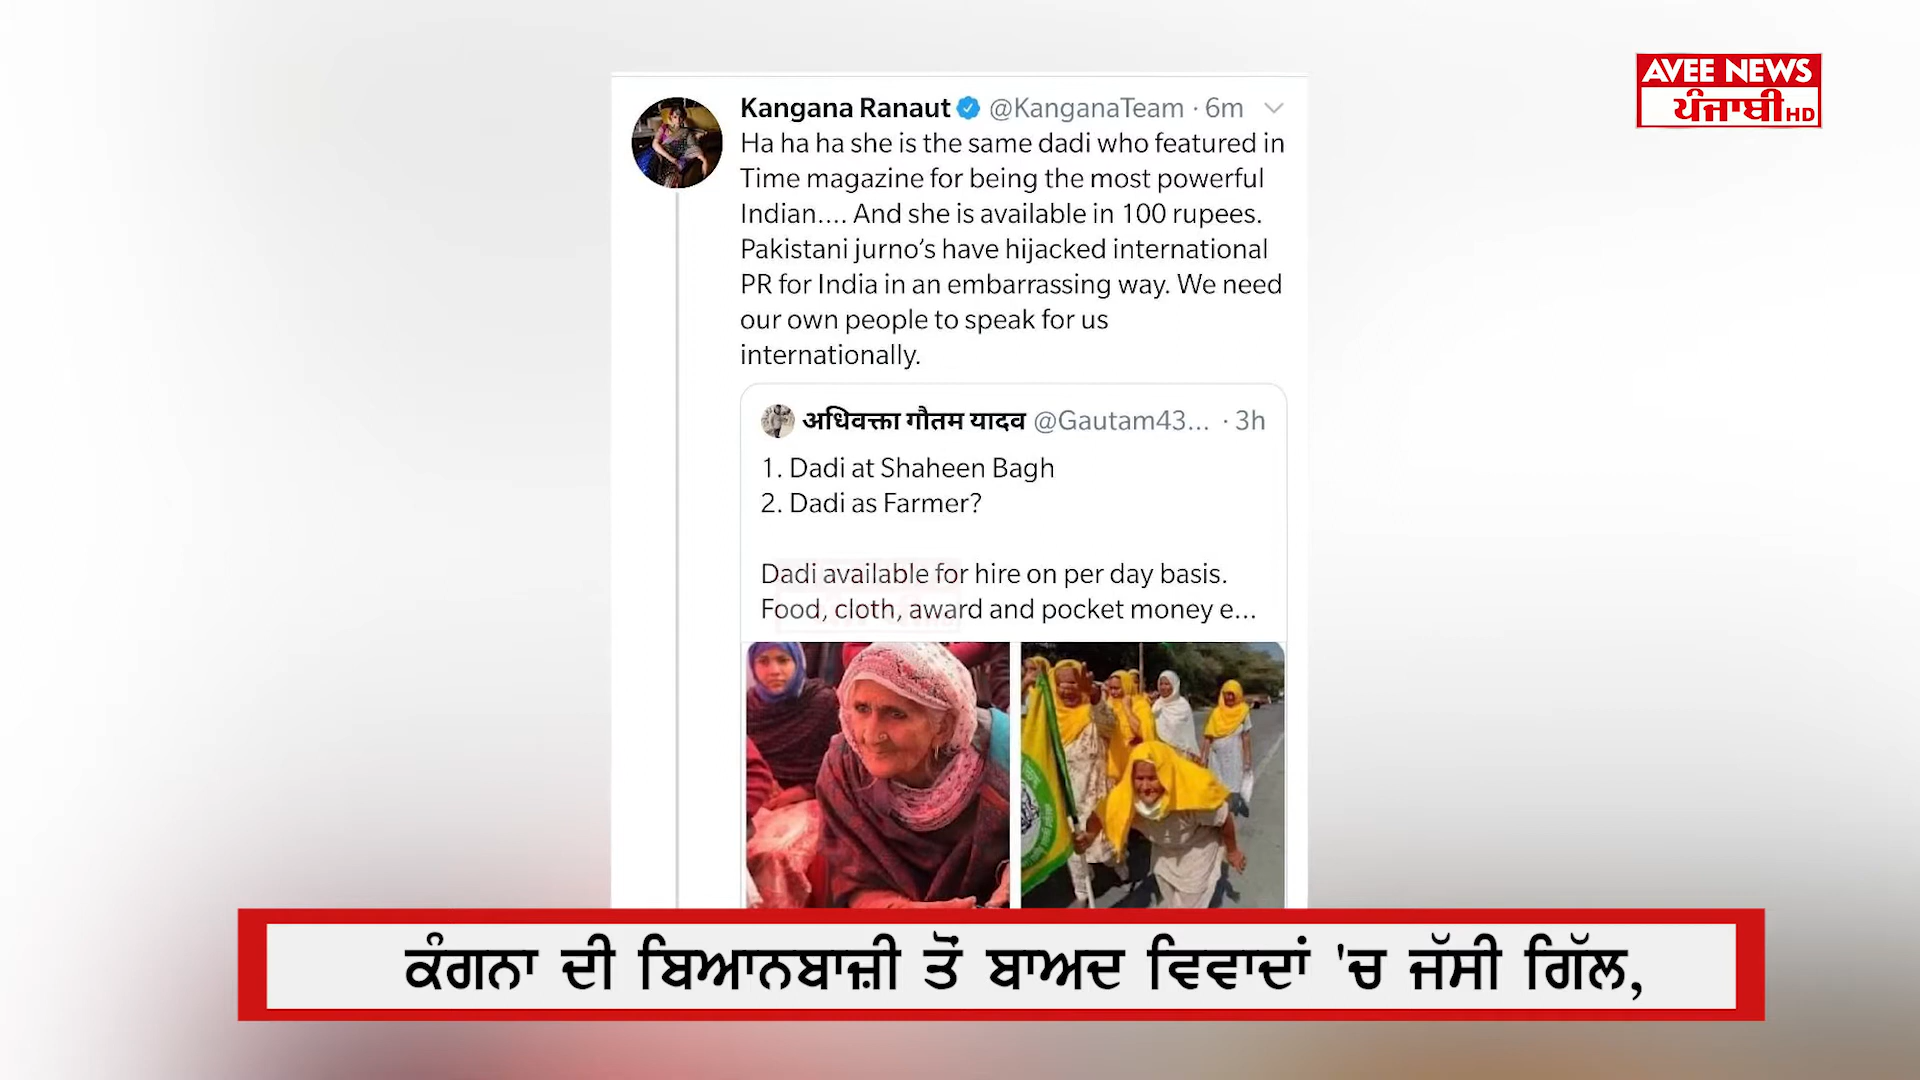 AVEE NEWS
ਪੰਜਾਬੀ HD
Kangana Ranaut @KanganaTeam · 6m
Ha ha ha she is the same dadi who featured in
Time magazine for being the most powerful
Indian.... And she is available in 100 rupees.
Pakistani jurno's have hijacked international
PR for India in an embarrassing way. We need
our own people to speak for us
internationally.
अधिवक्ता गौतम यादव @Gautam43... · 3h
1. Dadi at Shaheen Bagh
2. Dadi as Farmer?
Dadi available for hire on per day basis.
Food, cloth, award and pocket money e...
ਕੰਗਨਾ ਦੀ ਬਿਆਨਬਾਜ਼ੀ ਤੋਂ ਬਾਅਦ ਵਿਵਾਦਾਂ 'ਚ ਜੱਸੀ ਗਿੱਲ,